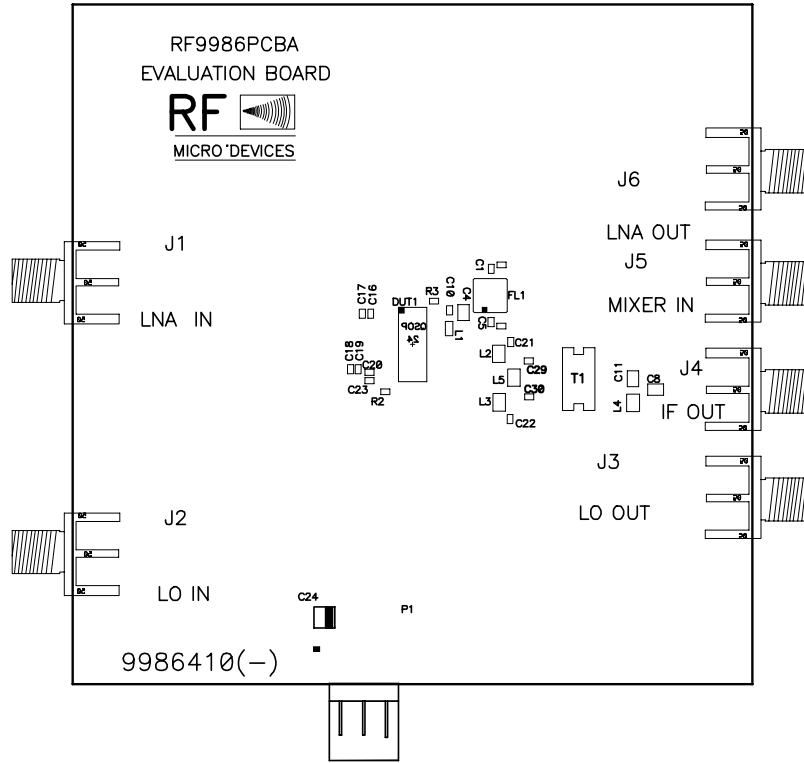 RF9986PCBA
EVALUATION BOARD
RF
MICRO DEVICES
J6
LNA OUT
J1
LNA IN
J5
MIXER IN
C1
C17
C16
DUT1
R3
C10
C4
FL1
QSOP
24
L1
C5
C18
C19
C20
C23
R2
L2
C21
C29
L5
C30
L3
C22
T1
C11
L4
C8
J4
IF OUT
J3
LO OUT
J2
LO IN
C24
P1
9986410(-)